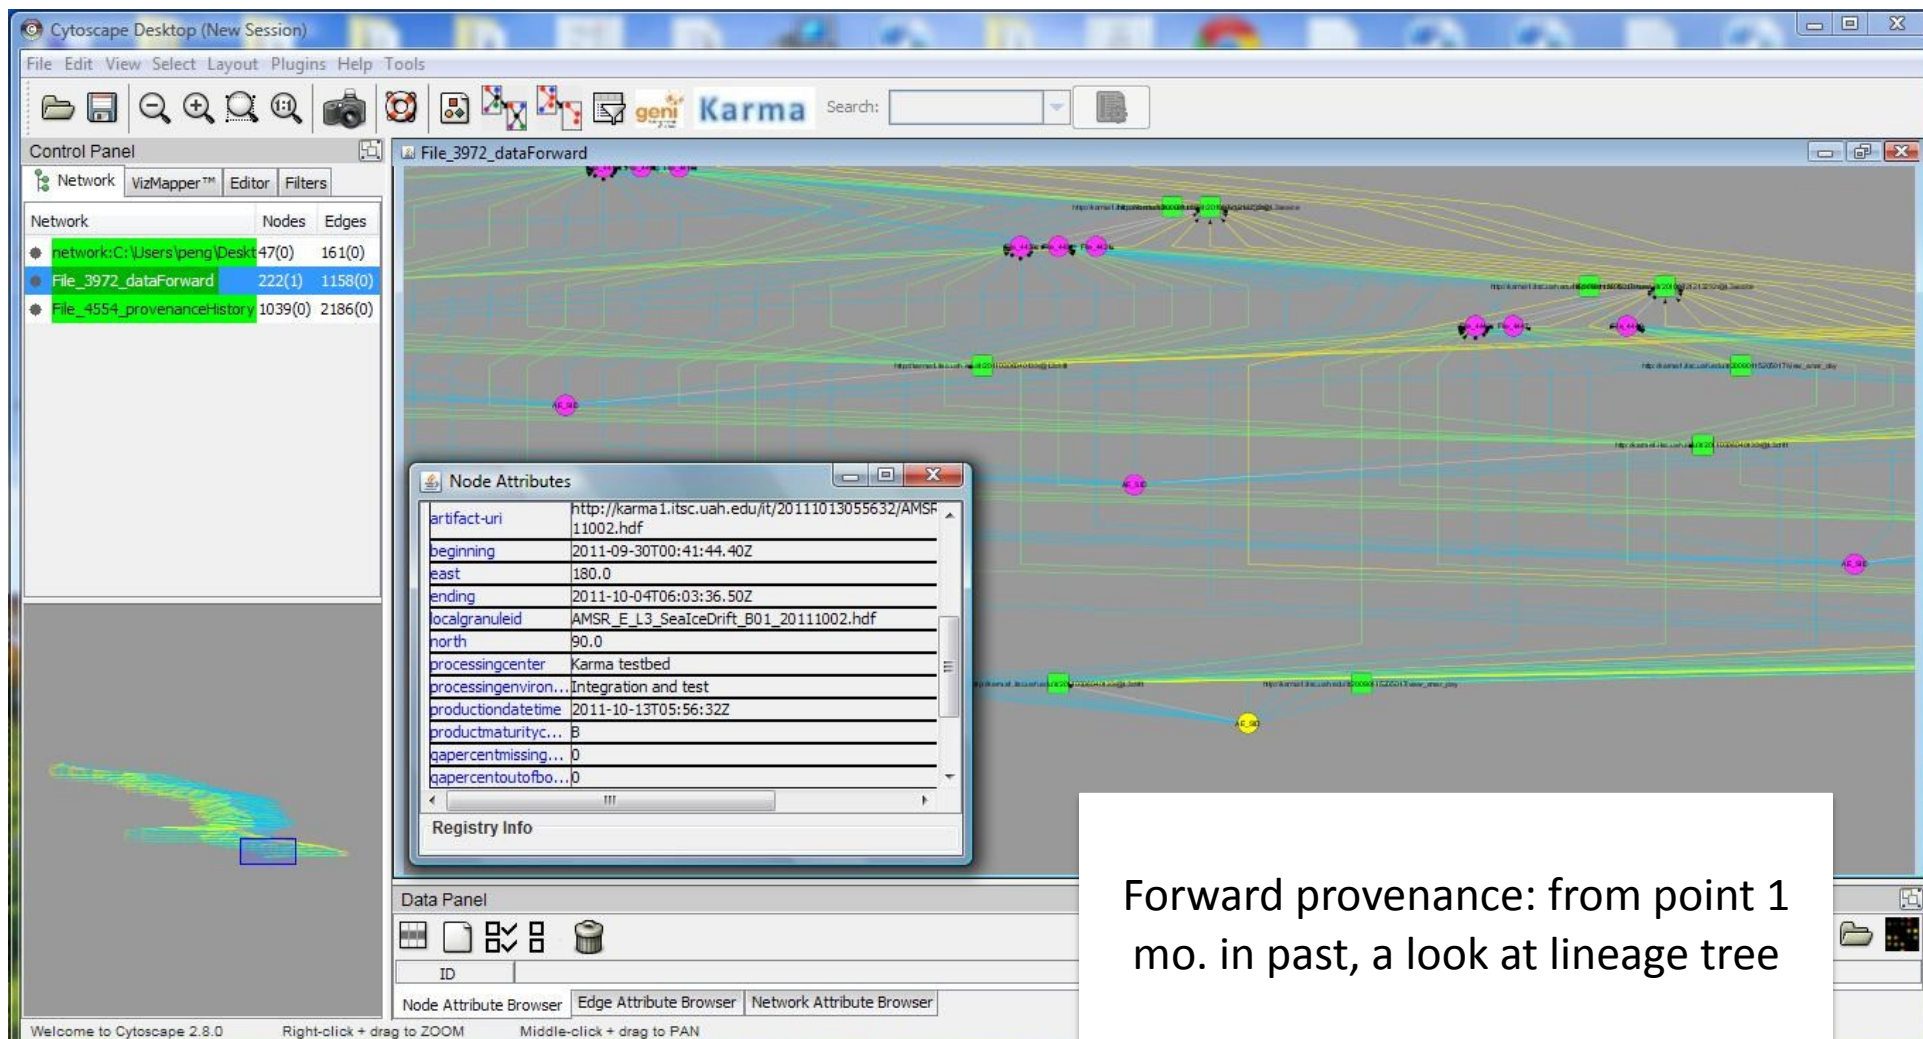 Cytoscape Desktop (New Session)
File Edit View Select Layout Plugins Help Tools
geni Karma Search:
Control Panel
Network VizMapper™ Editor Filters
Network Nodes Edges
network:C:\Users\peng\Deskt 47(0) 161(0)
File_3972_dataForward 222(1) 1158(0)
File_4554_provenanceHistory 1039(0) 2186(0)
File_3972_dataForward
AE_SID
AE_SID
AE_SID
AE_SID
Node Attributes
artifact-uri http://karma1.itsc.uah.edu/it/20111013055632/AMSR
11002.hdf
beginning 2011-09-30T00:41:44.40Z
east 180.0
ending 2011-10-04T06:03:36.50Z
localgranuleid AMSR_E_L3_SeaIceDrift_B01_20111002.hdf
north 90.0
processingcenter Karma testbed
processingenviron... Integration and test
productiondatetime 2011-10-13T05:56:32Z
productmaturityc... B
qapercentmissing... 0
qapercentoutofbo... 0
Registry Info
Data Panel
ID
Node Attribute Browser Edge Attribute Browser Network Attribute Browser
Welcome to Cytoscape 2.8.0 Right-click + drag to ZOOM Middle-click + drag to PAN
Forward provenance: from point 1
mo. in past, a look at lineage tree